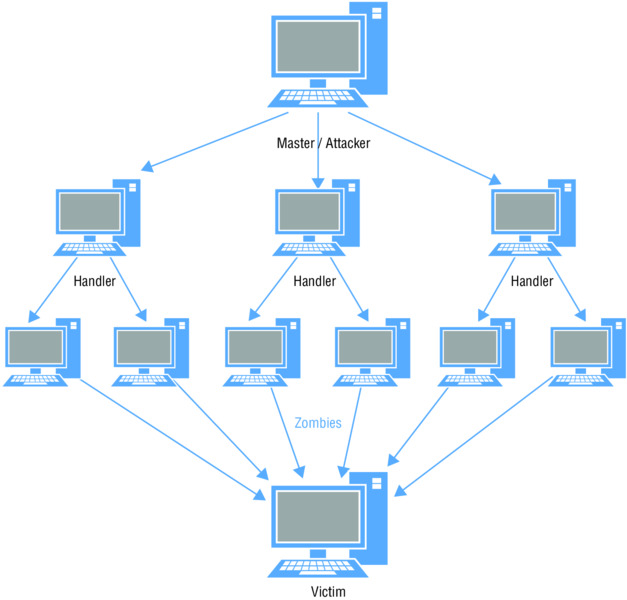 Master / Attacker
Handler
Handler
Handler
Zombies
Victim